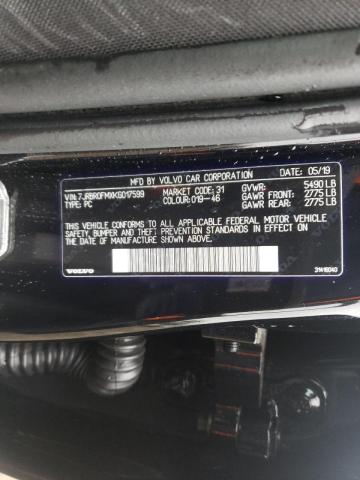 MFD BY VOLVO CAR CORPORATION 05/19
VIN: 7JRBR0FMXKG017599 MARKET CODE: 31 GVWR: 5490 LB
TYPE: PC COLOUR: 019-46 GAWR FRONT: 2775 LB
GAWR REAR: 2775 LB
THIS VEHICLE CONFORMS TO ALL APPLICABLE FEDERAL MOTOR VEHICLE
SAFETY, BUMPER AND THEFT PREVENTION STANDARDS IN EFFECT ON THE DATE
OF MANUFACTURE SHOWN ABOVE
VOLVO 31416040